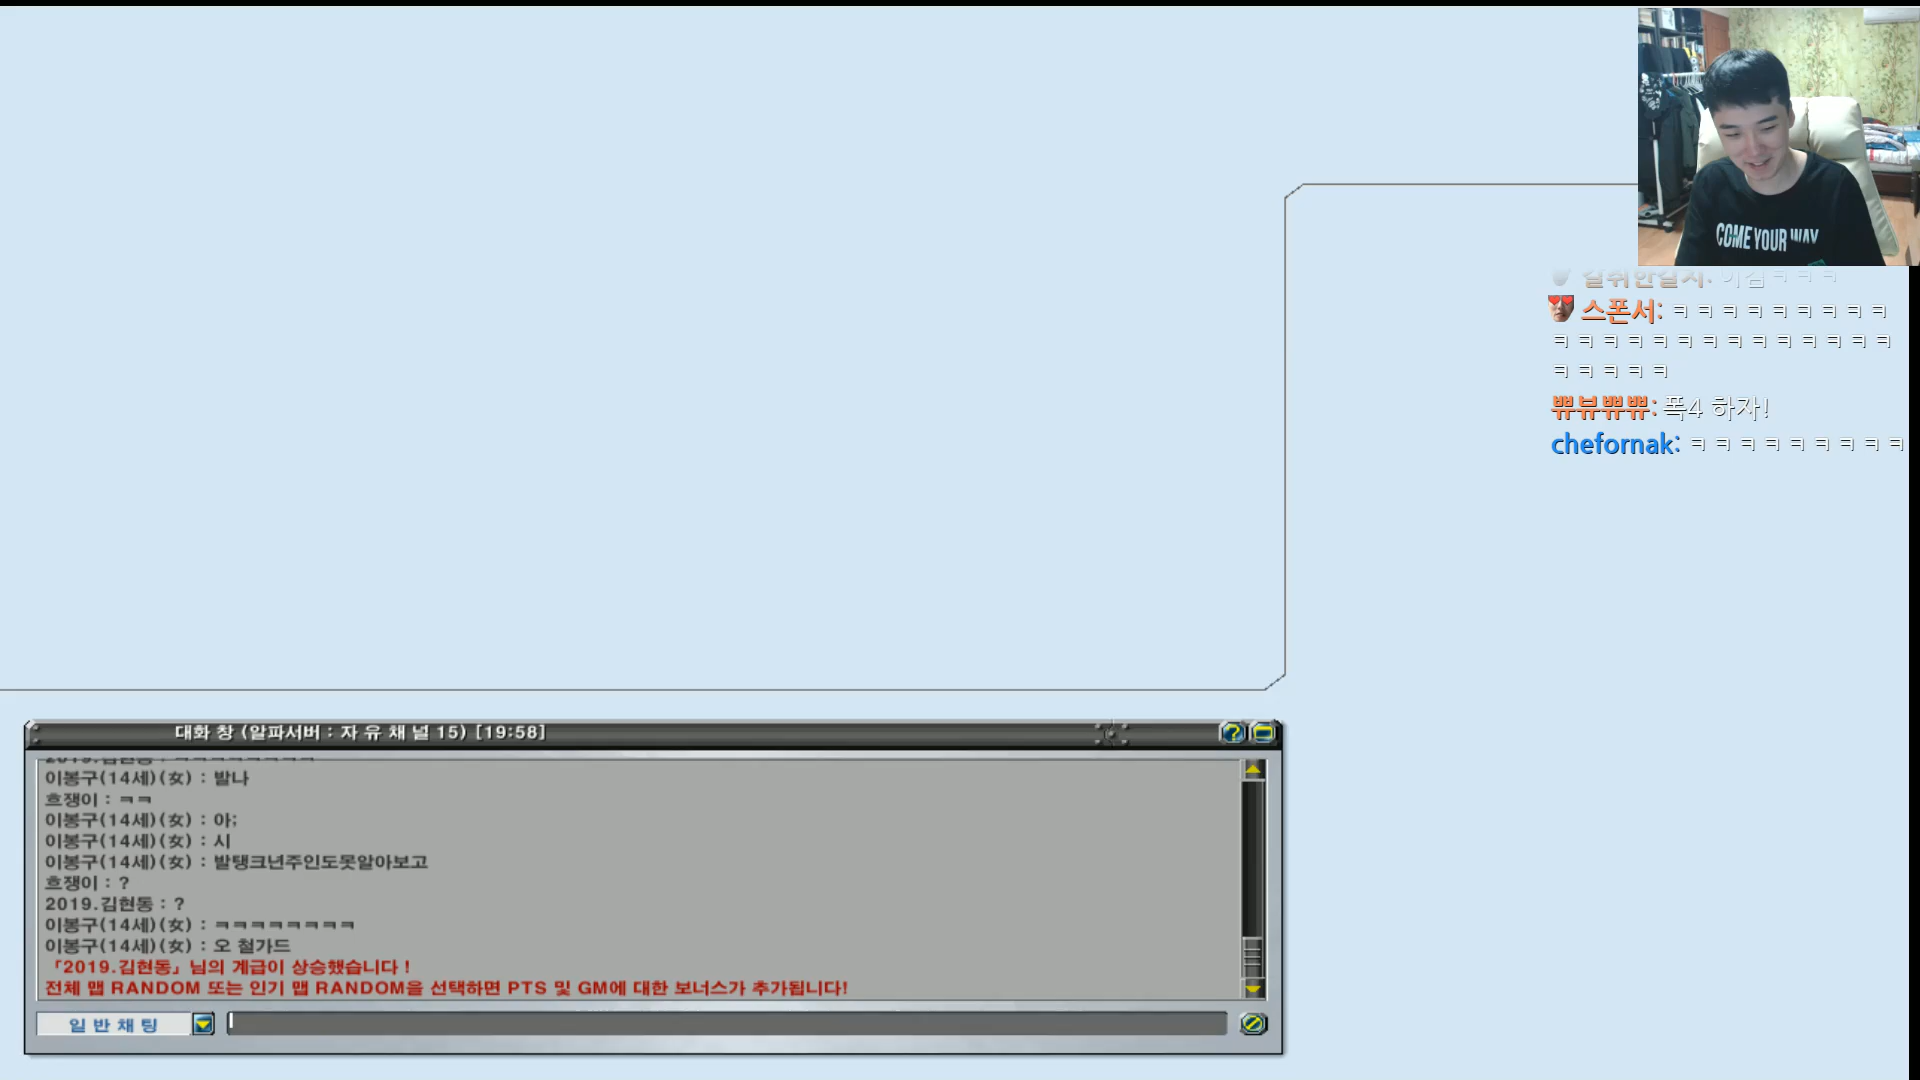 COME YOUR WAY
스폰서: ㅋㅋㅋㅋㅋㅋㅋㅋㅋ
ㅋㅋㅋㅋㅋㅋㅋㅋㅋㅋㅋㅋㅋㅋ
ㅋㅋㅋㅋㅋ
쀼뷰쀼쀼: 폭4 하자!
chefornak: ㅋㅋㅋㅋㅋㅋㅋㅋㅋ
대화 창 (알파서버 : 자 유 채 널 15) [19:58]
이봉구(14세)(女) : 발나
흐쟁이 : ㅋㅋ
이봉구(14세)(女) : 아;
이봉구(14세)(女) : 시
이봉구(14세)(女) : 발탱크년주인도못알아보고
흐쟁이 : ?
2019.김현동 : ?
이봉구(14세)(女) : ㅋㅋㅋㅋㅋㅋㅋㅋ
이봉구(14세)(女) : 오 철가드
「2019.김현동」님의 계급이 상승했습니다 !
전체 맵 RANDOM 또는 인기 맵 RANDOM을 선택하면 PTS 및 GM에 대한 보너스가 추가됩니다!
일 반 채 팅